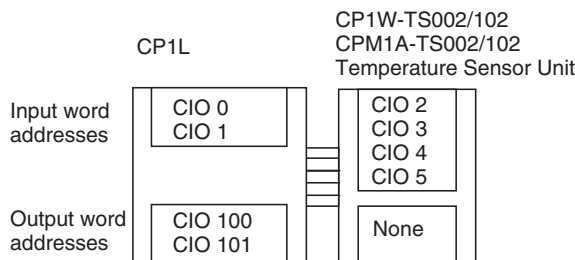 CP1L
CP1W-TS002/102
CPM1A-TS002/102
Temperature Sensor Unit
Input word
addresses
CIO 0
CIO 1
CIO 2
CIO 3
CIO 4
CIO 5
Output word
addresses
CIO 100
CIO 101
None